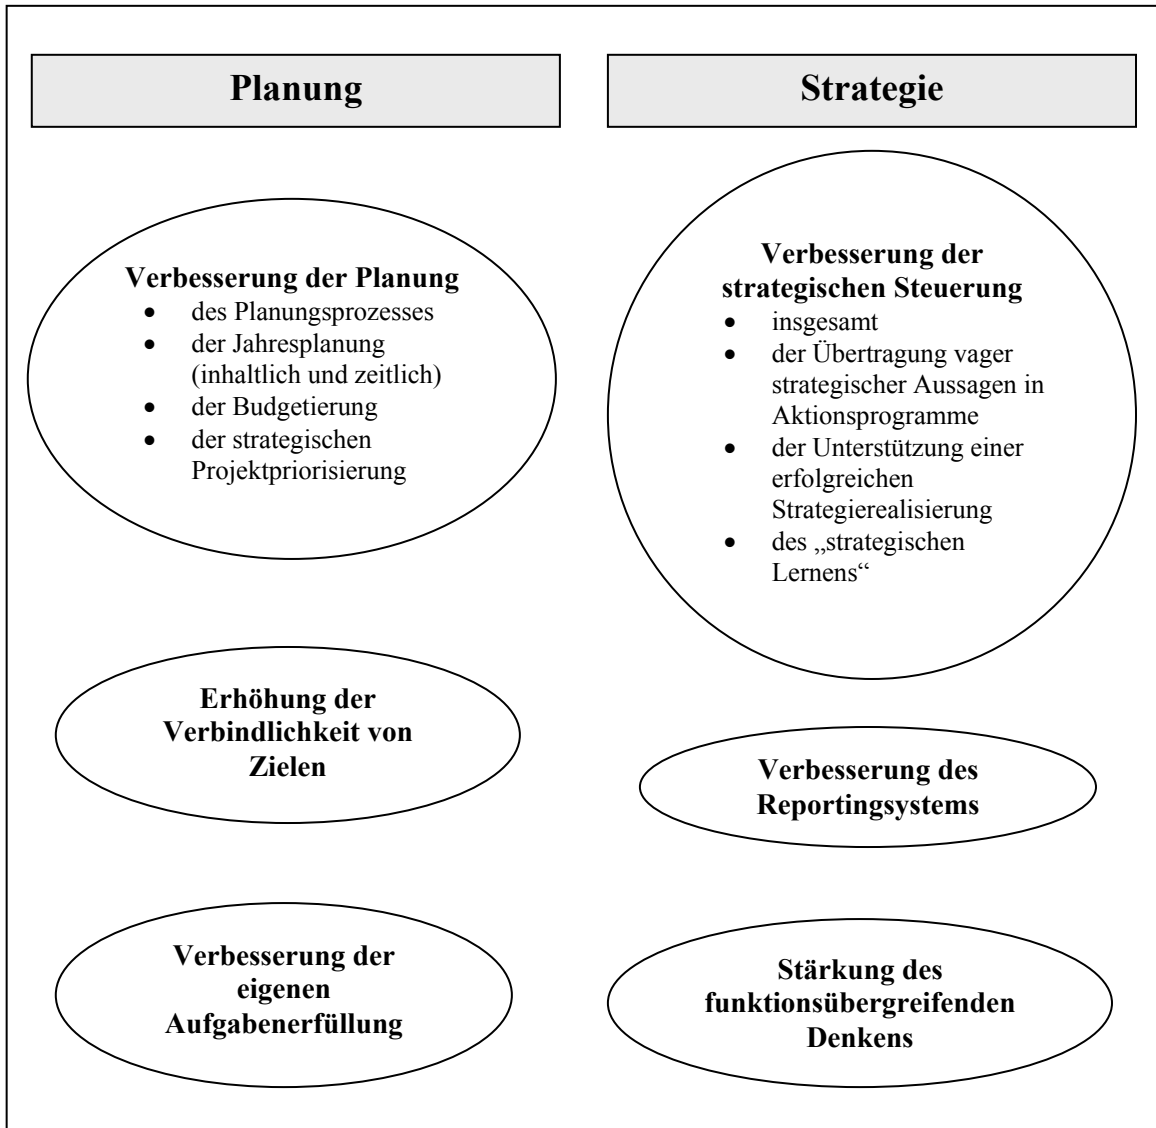 Planung
Verbesserung der Planung
• des Planungsprozesses
• der Jahresplanung
(inhaltlich und zeitlich)
• der Budgetierung
• der strategischen
Projektpriorisierung
Erhöhung der
Verbindlichkeit von
Zielen
Verbesserung der
eigenen
Aufgabenerfüllung
Strategie
Verbesserung der
strategischen Steuerung
• insgesamt
• der Übertragung vager
strategischer Aussagen in
Aktionsprogramme
• der Unterstützung einer
erfolgreichen
Strategierealisierung
• des „strategischen
Lernens“
Verbesserung des
Reportingsystems
Stärkung des
funktionsübergreifenden
Denkens